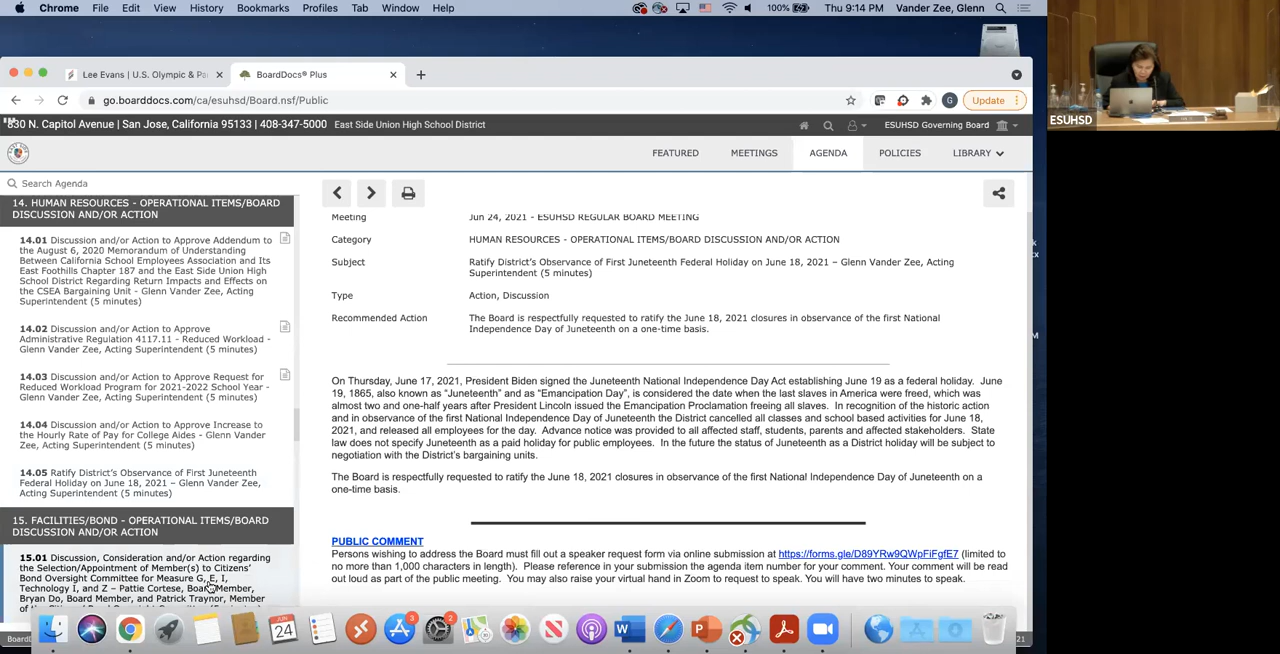 Chrome File Edit View History Bookmarks Profiles Tab Window Help 100% Thu 9:14 PM Vander Zee, Glenn
Lee Evans | U.S. Olympic & Pa
BoardDocs® Plus
go.boarddocs.com/ca/esuhsd/Board.nsf/Public
G
Update
830 N. Capitol Avenue | San Jose, California 95133 | 408-347-5000 East Side Union High School District
ESUHSD Governing Board
FEATURED MEETINGS AGENDA POLICIES LIBRARY
Search Agenda
14. HUMAN RESOURCES - OPERATIONAL ITEMS/BOARD
DISCUSSION AND/OR ACTION
14.01 Discussion and/or Action to Approve Addendum to
the August 6, 2020 Memorandum of Understanding
Between California School Employees Association and Its
East Foothills Chapter 187 and the East Side Union High
School District Regarding Return Impacts and Effects on
the CSEA Bargaining Unit - Glenn Vander Zee, Acting
Superintendent (5 minutes)
14.02 Discussion and/or Action to Approve
Administrative Regulation 4117.11 - Reduced Workload -
Glenn Vander Zee, Acting Superintendent (5 minutes)
14.03 Discussion and/or Action to Approve Request for
Reduced Workload Program for 2021-2022 School Year -
Glenn Vander Zee, Acting Superintendent (5 minutes)
14.04 Discussion and/or Action to Approve Increase to
the Hourly Rate of Pay for College Aides - Glenn Vander
Zee, Acting Superintendent (5 minutes)
14.05 Ratify District's Observance of First Juneteenth
Federal Holiday on June 18, 2021 – Glenn Vander Zee,
Acting Superintendent (5 minutes)
15. FACILITIES/BOND - OPERATIONAL ITEMS/BOARD
DISCUSSION AND/OR ACTION
15.01 Discussion, Consideration and/or Action regarding
the Selection/Appointment of Member(s) to Citizens'
Bond Oversight Committee for Measure G, E, I,
Technology I, and Z – Pattie Cortese, Board Member,
Bryan Do, Board Member, and Patrick Traynor, Member
Meeting Jun 24, 2021 - ESUHSD REGULAR BOARD MEETING
Category HUMAN RESOURCES - OPERATIONAL ITEMS/BOARD DISCUSSION AND/OR ACTION
Subject Ratify District's Observance of First Juneteenth Federal Holiday on June 18, 2021 – Glenn Vander Zee, Acting
Superintendent (5 minutes)
Type Action, Discussion
Recommended Action The Board is respectfully requested to ratify the June 18, 2021 closures in observance of the first National
Independence Day of Juneteenth on a one-time basis.
On Thursday, June 17, 2021, President Biden signed the Juneteenth National Independence Day Act establishing June 19 as a federal holiday. June
19, 1865, also known as "Juneteenth" and as "Emancipation Day", is considered the date when the last slaves in America were freed, which was
almost two and one-half years after President Lincoln issued the Emancipation Proclamation freeing all slaves. In recognition of the historic action
and in observance of the first National Independence Day of Juneteenth the District cancelled all classes and school based activities for June 18,
2021, and released all employees for the day. Advance notice was provided to all affected staff, students, parents and affected stakeholders. State
law does not specify Juneteenth as a paid holiday for public employees. In the future the status of Juneteenth as a District holiday will be subject to
negotiation with the District's bargaining units.
The Board is respectfully requested to ratify the June 18, 2021 closures in observance of the first National Independence Day of Juneteenth on a
one-time basis.
PUBLIC COMMENT
Persons wishing to address the Board must fill out a speaker request form via online submission at https://forms.gle/D89YRw9QWpFiFgfE7 (limited to
no more than 1,000 characters in length). Please reference in your submission the agenda item number for your comment. Your comment will be read
out loud as part of the public meeting. You may also raise your virtual hand in Zoom to request to speak. You will have two minutes to speak.
JUN
24
3
2
ESUHSD